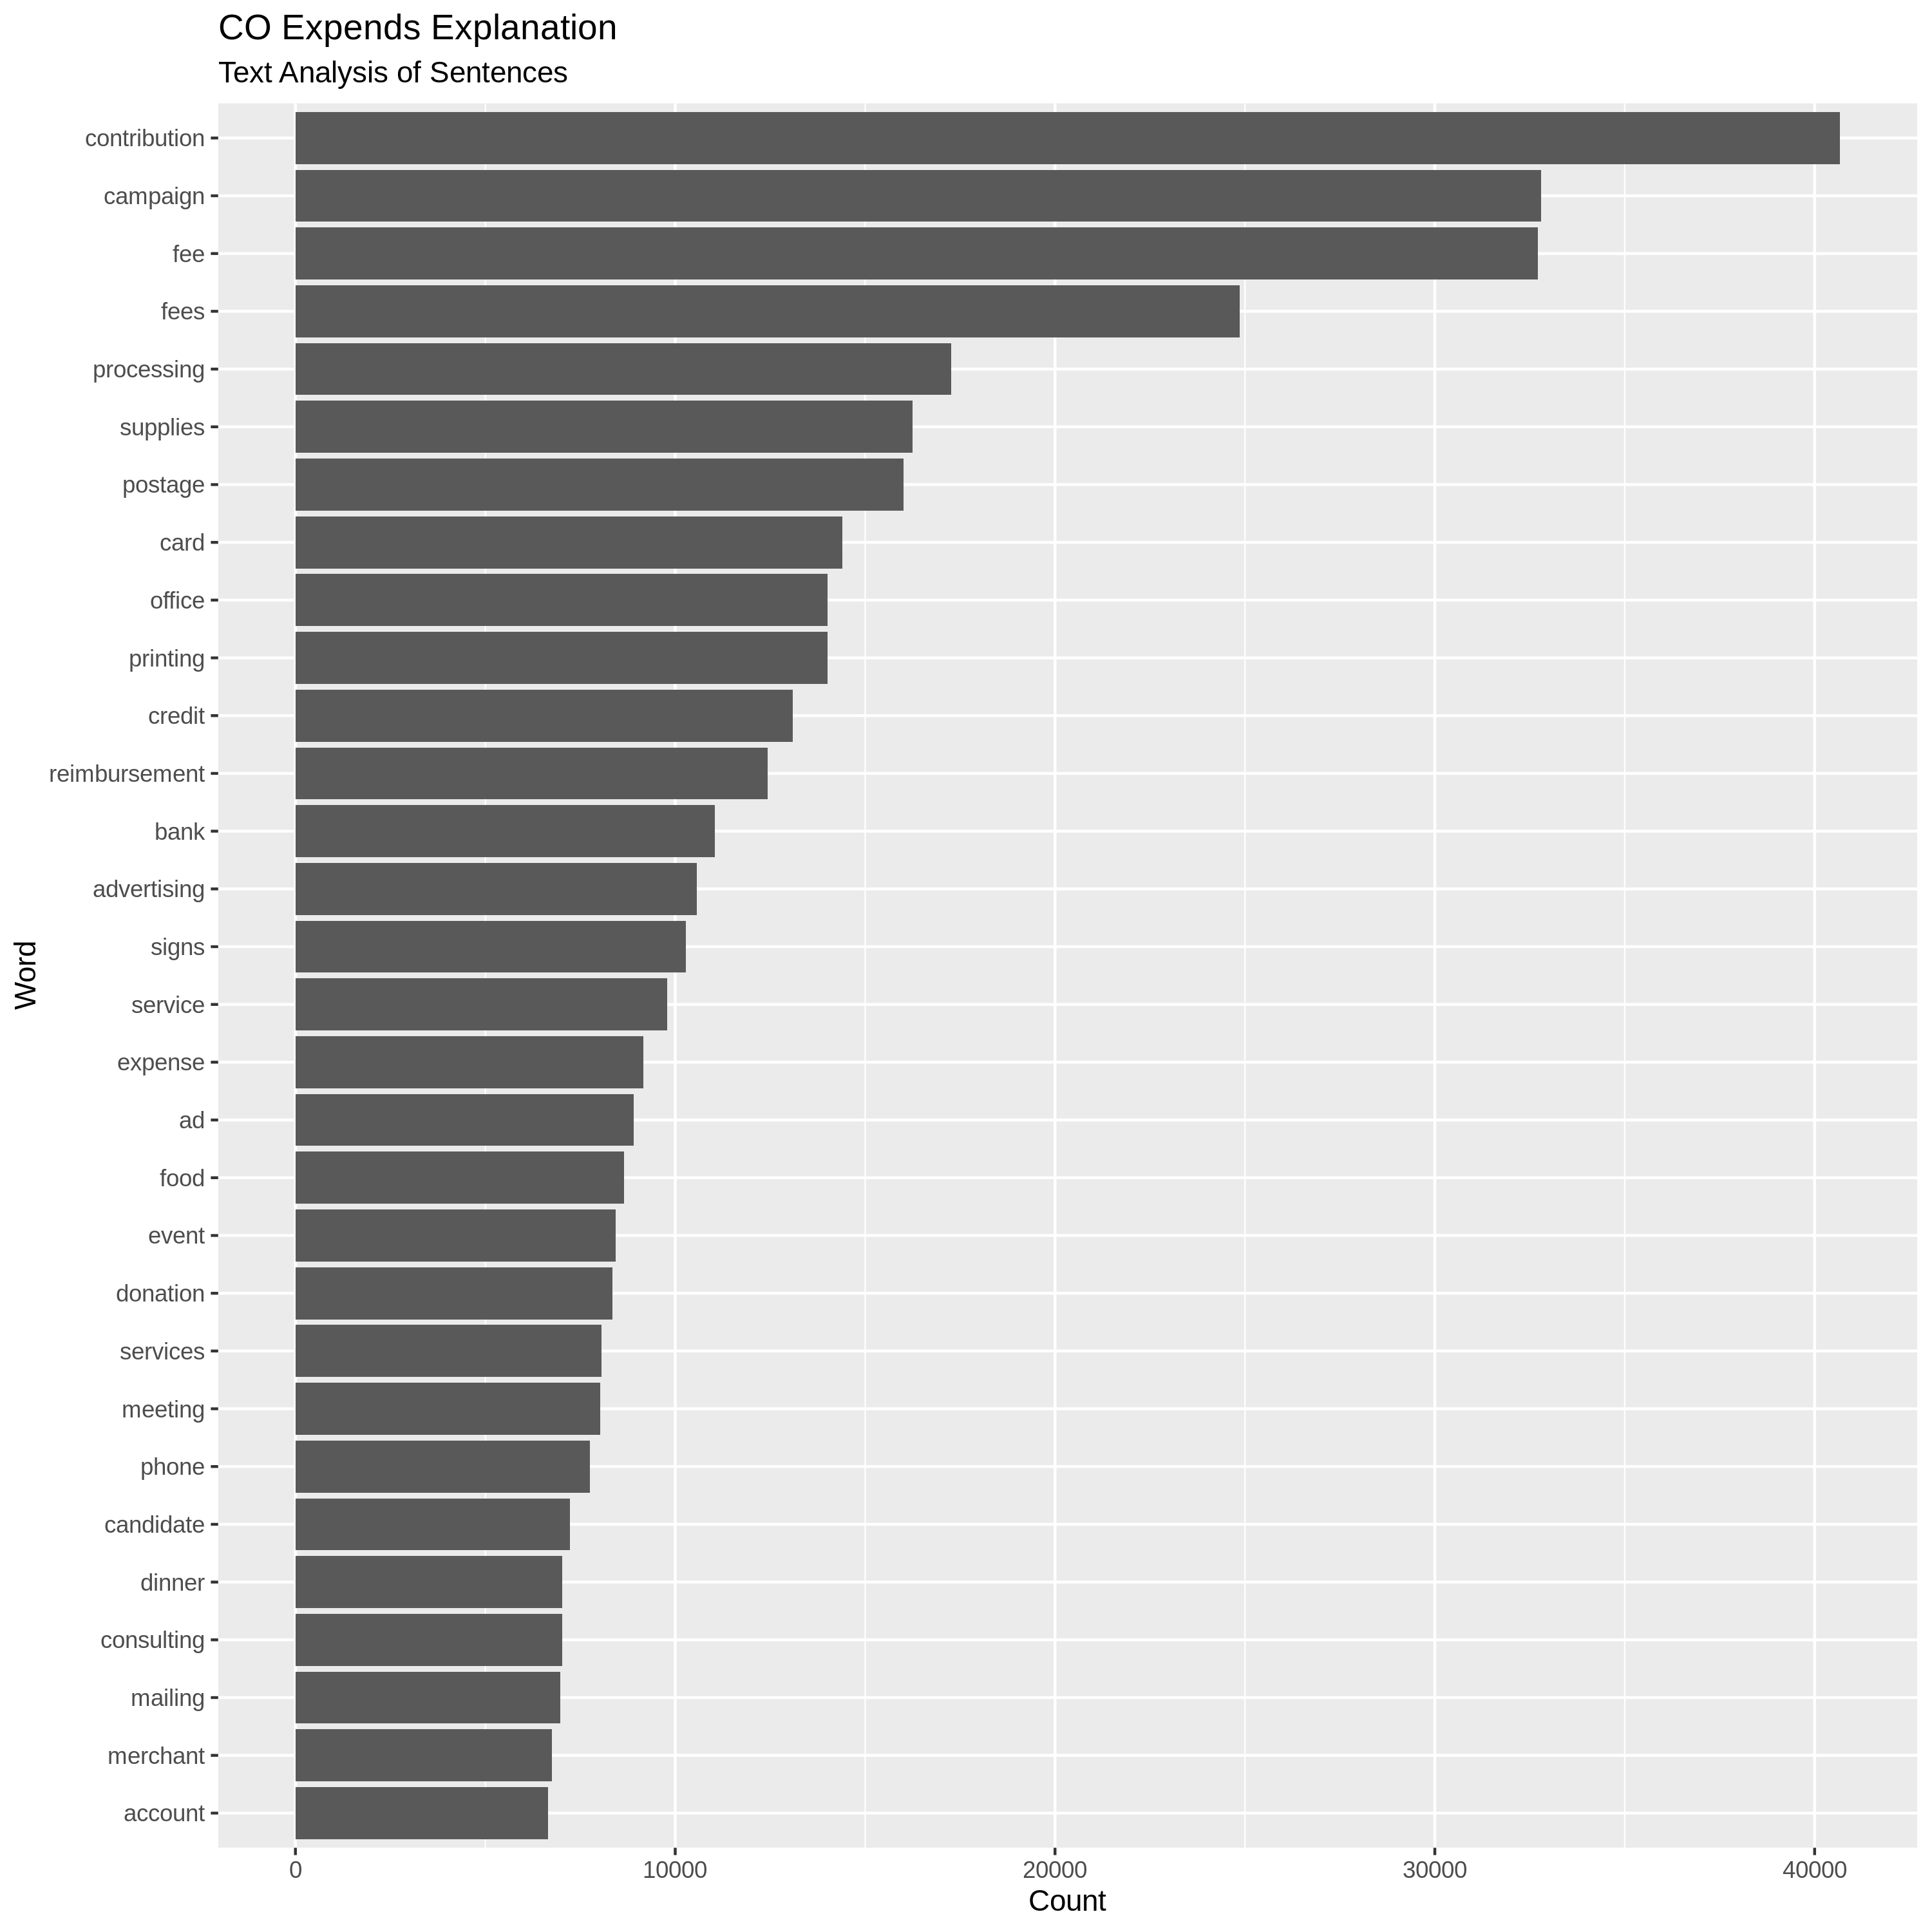 CO Expends Explanation
Text Analysis of Sentences
contribution
campaign
fee
fees
processing
supplies
postage
card
office
printing
credit
reimbursement
bank
advertising
signs
service
expense
ad
food
event
donation
services
meeting
phone
candidate
dinner
consulting
mailing
merchant
account
Word
0 10000 20000 30000 40000
Count